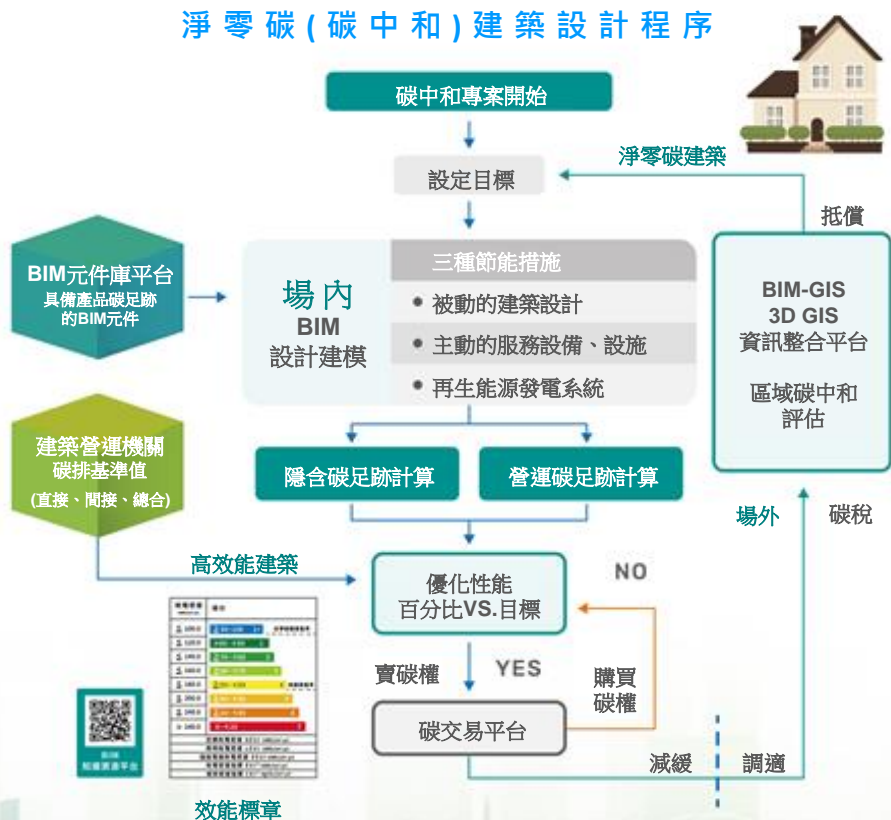 淨零碳(碳中和)建築設計程序
碳中和專案開始
淨零碳建築
設定目標
抵償
BIM元件庫平台
具備產品碳足跡
的BIM元件
場內
BIM
設計建模
三種節能措施
• 被動的建築設計
• 主動的服務設備、設施
• 再生能源發電系統
BIM-GIS
3D GIS
資訊整合平台
區域碳中和
評估
建築營運機關
碳排基準值
(直接、間接、總合)
隱含碳足跡計算
營運碳足跡計算
場外
碳稅
高效能建築
優化性能
百分比VS.目標
NO
賣碳權
YES
購買
碳權
碳交易平台
減緩
調適
BIM
效能標章